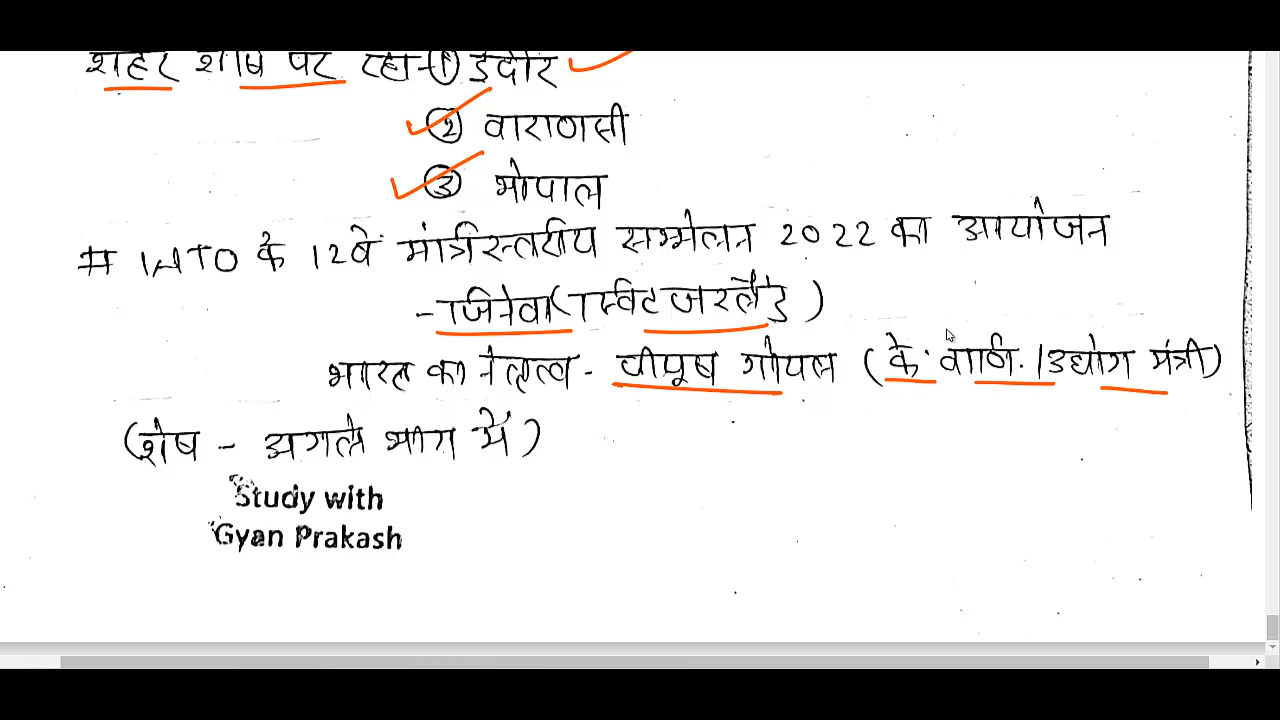 शहर शीर्ष पर रहा-① इंदौर
② वाराणसी
③ भोपाल
# WTO के 12वें मंत्रिस्तरीय सम्मेलन 2022 का आयोजन
- जिनेवा (स्विटजरलैंड)
भारत का नेतृत्व - पीयूष गोयल (के. वाणि. / उद्योग मंत्री)
(शेष - अगले भाग में)
Study with
Gyan Prakash